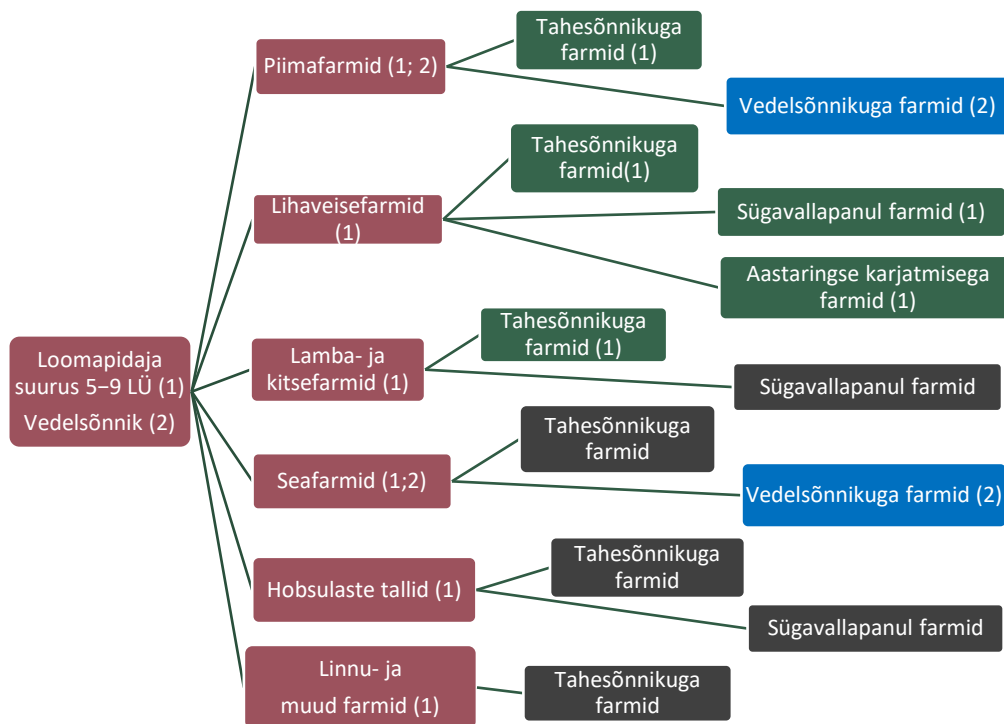 Loomapidaja
suurus 5–9 LÜ (1)
Vedelsõnnik (2)
Piimafarmid (1; 2)
Tahesõnnikuga
farmid (1)
Vedelsõnnikuga farmid (2)
Lihaveisefarmid
(1)
Tahesõnnikuga
farmid(1)
Sügavallapanul farmid (1)
Aastaringse karjatmisega
farmid (1)
Lamba- ja
kitsefarmid (1)
Tahesõnnikuga
farmid (1)
Sügavallapanul farmid
Seafarmid (1;2)
Tahesõnnikuga
farmid
Vedelsõnnikuga farmid (2)
Hobsulaste tallid (1)
Tahesõnnikuga
farmid
Sügavallapanul farmid
Linnu- ja
muud farmid (1)
Tahesõnnikuga
farmid